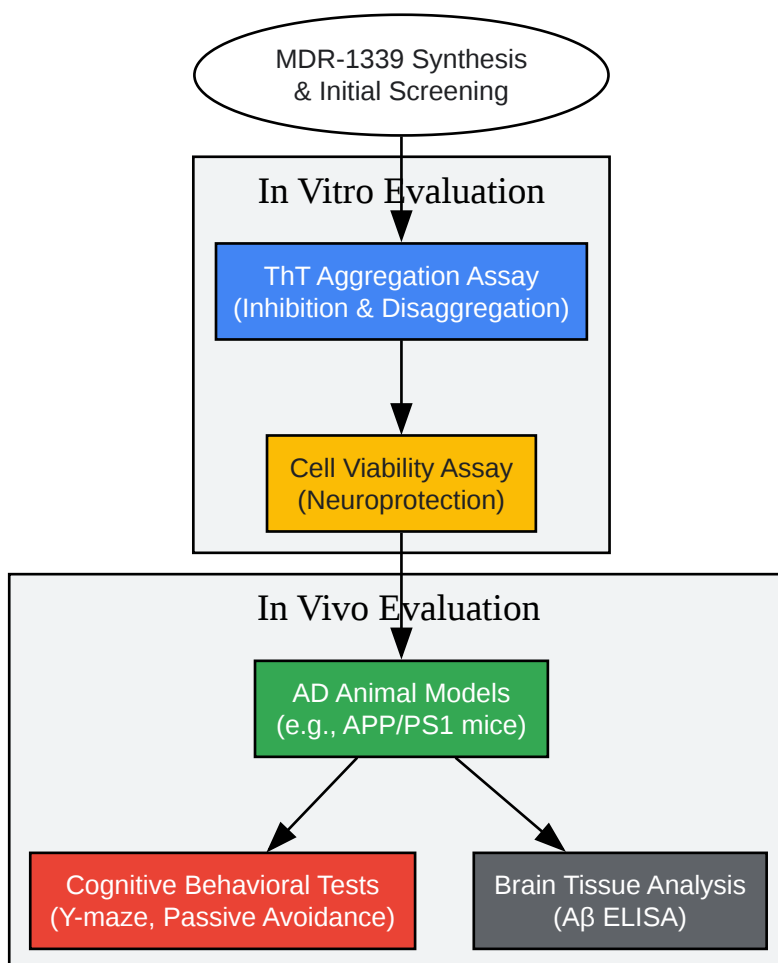 MDR-1339 Synthesis
& Initial Screening
In Vitro Evaluation
ThT Aggregation Assay
(Inhibition & Disaggregation)
Cell Viability Assay
(Neuroprotection)
In Vivo Evaluation
AD Animal Models
(e.g., APP/PS1 mice)
Cognitive Behavioral Tests
(Y-maze, Passive Avoidance)
Brain Tissue Analysis
(Aβ ELISA)